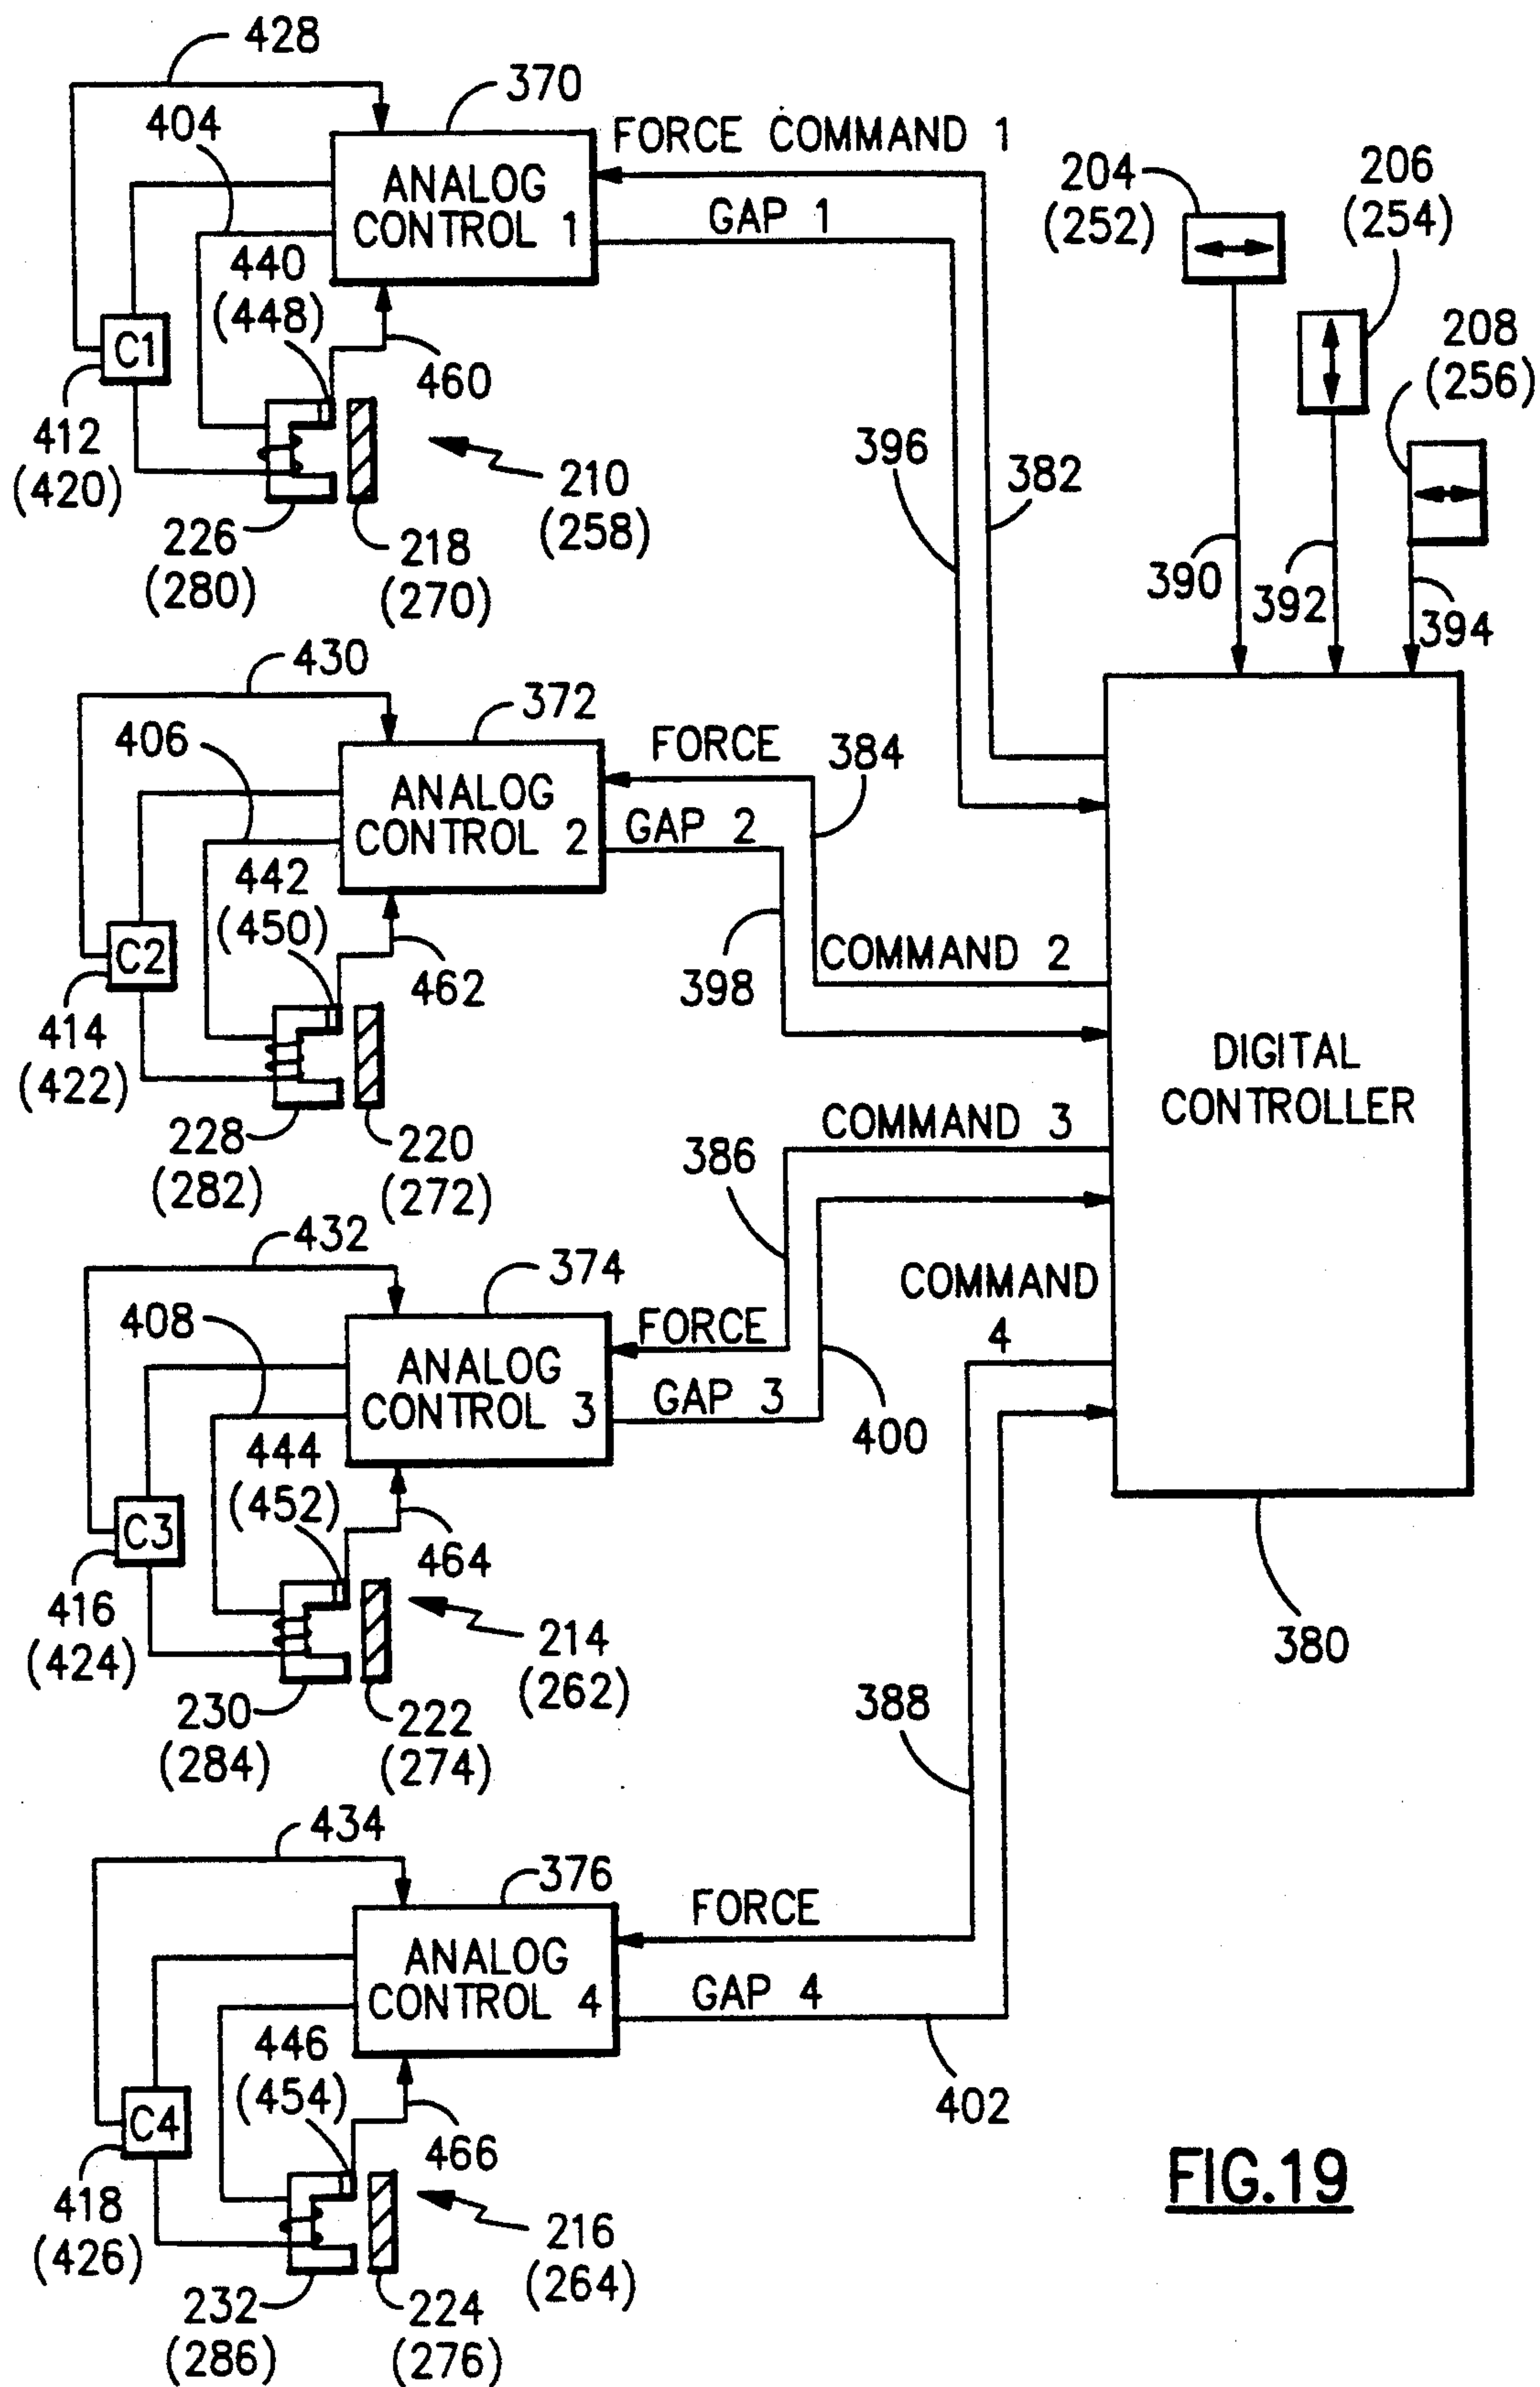 428
370
404
FORCE COMMAND 1
ANALOG
CONTROL 1
GAP 1
204
(252)
206
(254)
440
(448)
208
(256)
C1
460
412
(420)
396
382
210
(258)
226
(280)
218
(270)
390
392
394
430
372
406
FORCE
384
ANALOG
CONTROL 2
GAP 2
442
(450)
C2
462
398
COMMAND 2
414
(422)
DIGITAL
CONTROLLER
228
(282)
220
(272)
COMMAND 3
386
432
374
COMMAND
4
408
FORCE
ANALOG
CONTROL 3
GAP 3
400
444
(452)
C3
464
416
(424)
214
(262)
380
230
(284)
222
(274)
388
434
376
FORCE
ANALOG
CONTROL 4
GAP 4
446
(454)
402
C4
466
418
(426)
216
(264)
232
(286)
224
(276)
FIG.19